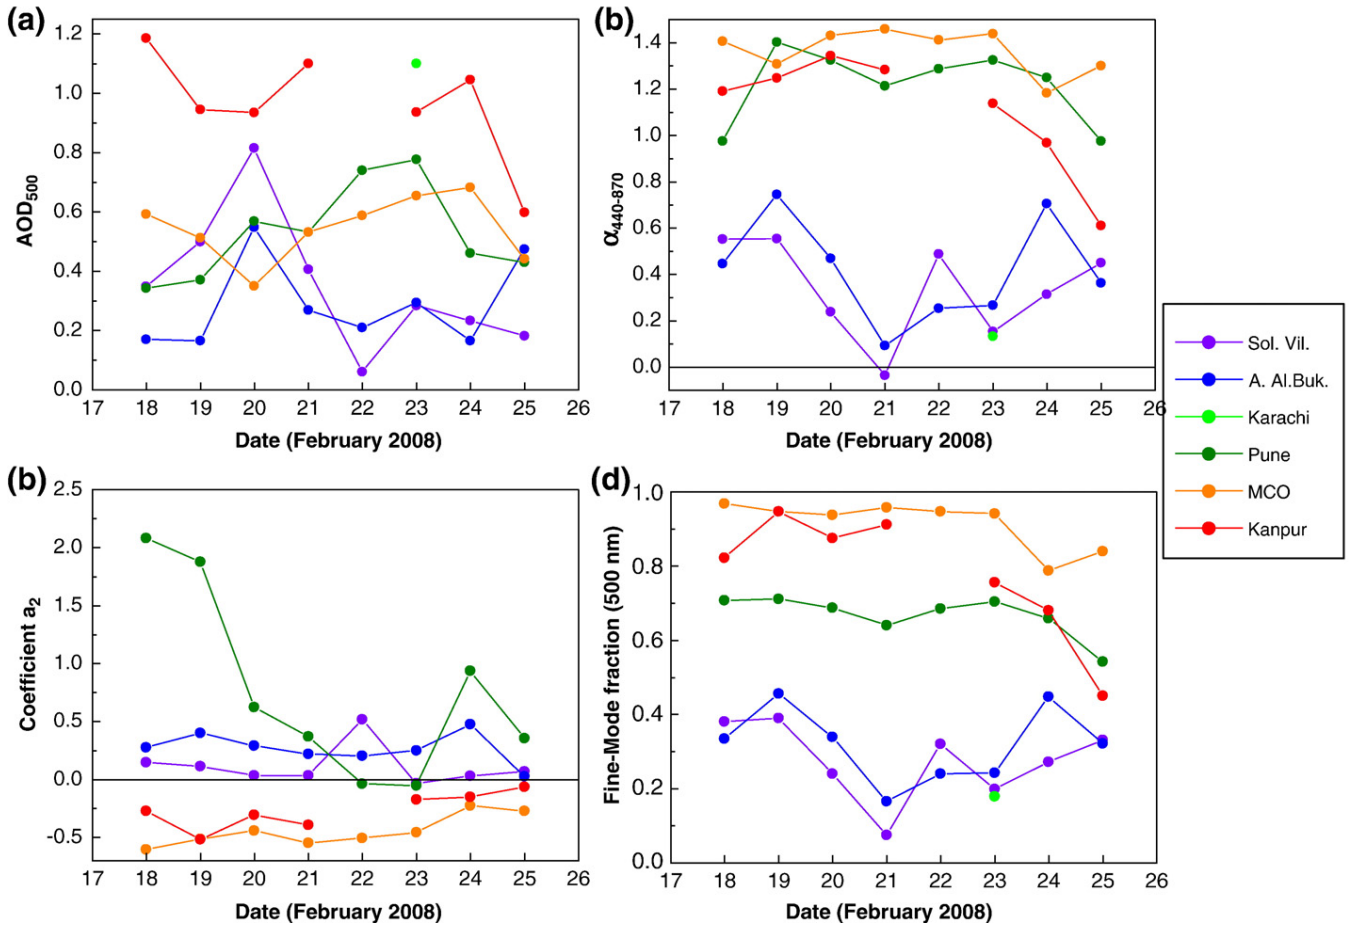 (a)
1.2
1.0
0.8
0.6
0.4
0.2
0.0
AOD500
17 18 19 20 21 22 23 24 25 26
Date (February 2008)
(b)
1.4
1.2
1.0
0.8
0.6
0.4
0.2
0.0
α440-870
17 18 19 20 21 22 23 24 25 26
Date (February 2008)
Sol. Vil.
A. Al.Buk.
Karachi
Pune
MCO
Kanpur
(b)
2.5
2.0
1.5
1.0
0.5
0.0
-0.5
Coefficient a2
17 18 19 20 21 22 23 24 25 26
Date (February 2008)
(d)
1.0
0.8
0.6
0.4
0.2
0.0
Fine-Mode fraction (500 nm)
17 18 19 20 21 22 23 24 25 26
Date (February 2008)